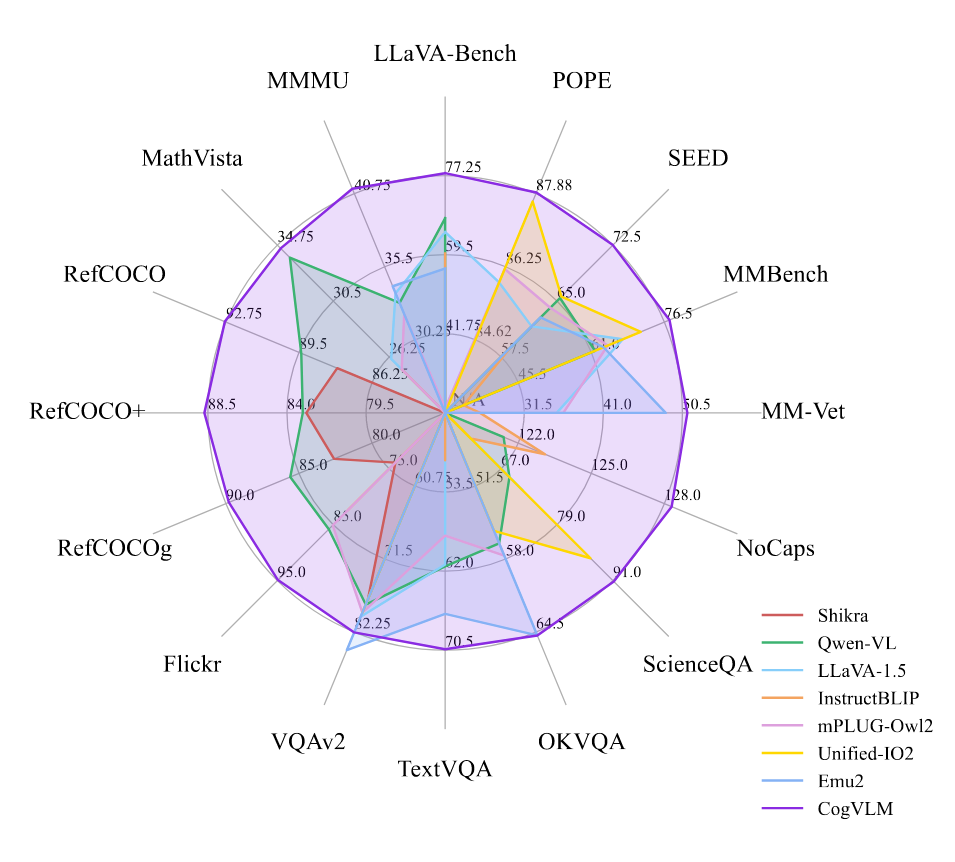 LLaVA-Bench
MMMU
POPE
MathVista
SEED
RefCOCO
MMBench
RefCOCO+
MM-Vet
RefCOCOg
NoCaps
Flickr
ScienceQA
VQAv2
OKVQA
TextVQA
77.25
59.5
41.75
40.75
35.5
30.25
87.88
86.25
84.62
34.75
30.5
26.25
72.5
65.0
57.5
92.75
89.5
86.25
76.5
61.0
45.5
88.5
84.0
79.5
N/A
31.5
41.0
50.5
80.0
85.0
90.0
122.0
125.0
128.0
75.0
85.0
95.0
67.0
79.0
91.0
60.75
71.5
82.25
53.5
62.0
70.5
51.5
58.0
64.5
Shikra
Qwen-VL
LLaVA-1.5
InstructBLIP
mPLUG-Owl2
Unified-IO2
Emu2
CogVLM